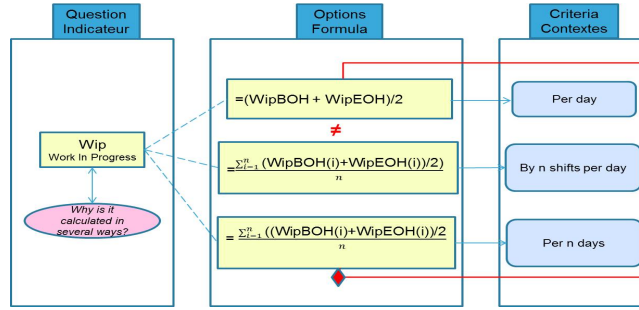 Question
Indicateur
Options
Formula
Criteria
Contextes
Wip
Work In Progress
Why is it
calculated in
several ways?
=(WipBOH + WipEOH)/2
≠
=∑ⁿᵢ₋₁ (WipBOH(i)+WipEOH(i))/2)
n
= ∑ⁿᵢ₋₁ ((WipBOH(i)+WipEOH(i))/2
n
Per day
By n shifts per day
Per n days